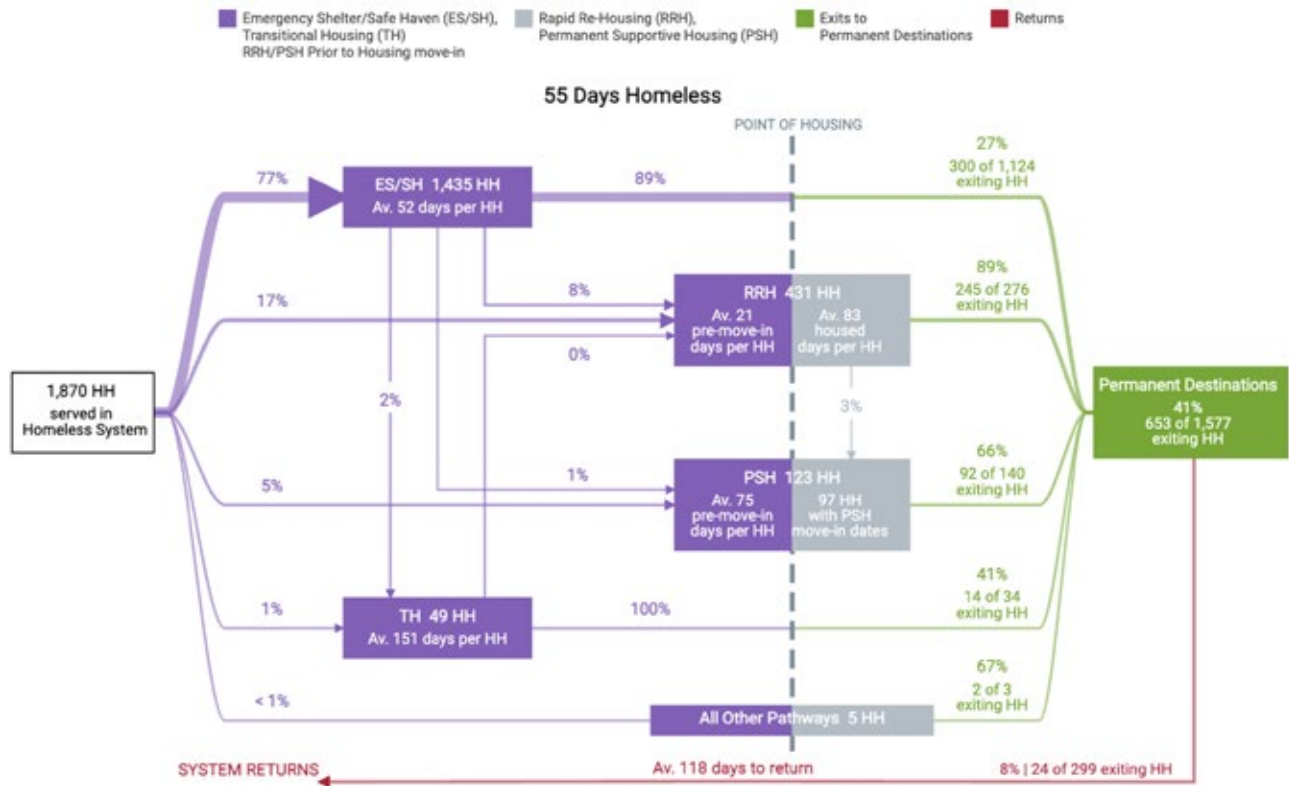 Emergency Shelter/Safe Haven (ES/SH),
Transitional Housing (TH)
RRH/PSH Prior to Housing move-in
Rapid Re-Housing (RRH),
Permanent Supportive Housing (PSH)
Exits to
Permanent Destinations
Returns
55 Days Homeless
POINT OF HOUSING
77%
ES/SH 1,435 HH
Av. 52 days per HH
89%
27%
300 of 1,124
exiting HH
17%
8%
0%
RRH 431 HH
Av. 21
pre-move-in
days per HH
Av. 83
housed
days per HH
89%
245 of 276
exiting HH
1,870 HH
served in
Homeless System
2%
3%
Permanent Destinations
41%
653 of 1,577
exiting HH
5%
1%
PSH 123 HH
Av. 75
pre-move-in
days per HH
97 HH
with PSH
move-in dates
66%
92 of 140
exiting HH
1%
TH 49 HH
Av. 151 days per HH
100%
41%
14 of 34
exiting HH
< 1%
All Other Pathways 5 HH
67%
2 of 3
exiting HH
SYSTEM RETURNS
Av. 118 days to return
8% | 24 of 299 exiting HH